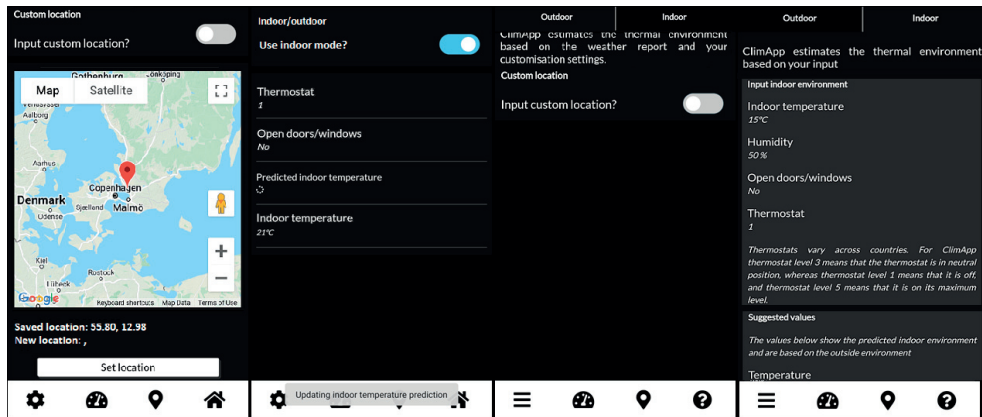 Custom location
Input custom location?
Map Satellite
Gothenburg
Jönköping
Aalborg
Aarhus
Copenhagen
Denmark
Sjælland Malmö
Odense
Kiel
Rostock
Lübeck
Google
Keyboard shortcuts Map Data Terms of Use
Saved location: 55.80, 12.98
New location: ,
Set location
Indoor/outdoor
Use indoor mode?
Thermostat
1
Open doors/windows
No
Predicted indoor temperature
Indoor temperature
21°C
Updating indoor temperature prediction
Outdoor Indoor
ClimApp estimates the thermal environment
based on the weather report and your
customisation settings.
Custom location
Input custom location?
Outdoor Indoor
ClimApp estimates the thermal environment
based on your input
Input indoor environment
Indoor temperature
15°C
Humidity
50 %
Open doors/windows
No
Thermostat
1
Thermostats vary across countries. For ClimApp
thermostat level 3 means that the thermostat is in neutral
position, whereas thermostat level 1 means that it is off,
and thermostat level 5 means that it is on its maximum
level.
Suggested values
The values below show the predicted indoor environment
and are based on the outside environment
Temperature